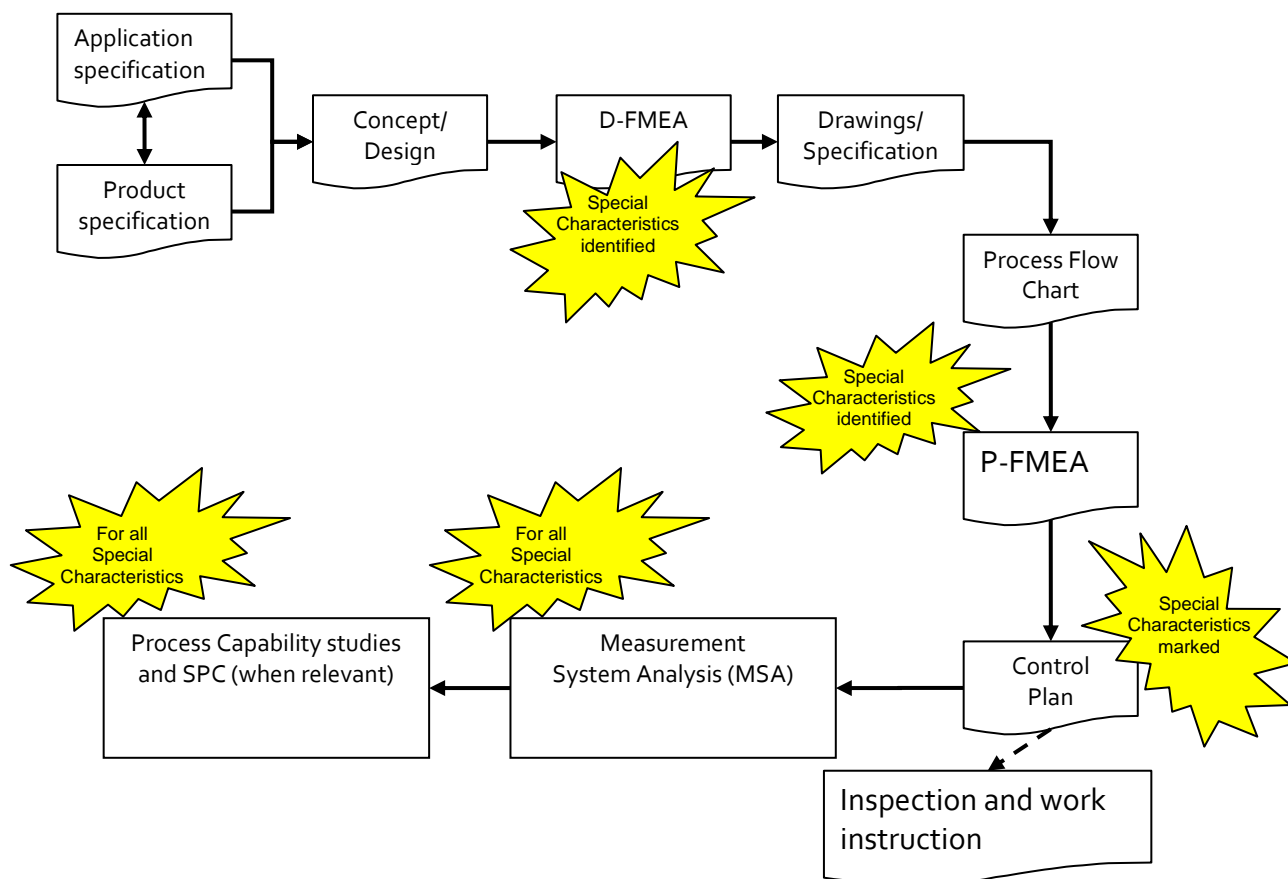 Application
specification
Product
specification
Concept/
Design
D-FMEA
Special
Characteristics
identified
Drawings/
Specification
Process Flow
Chart
Special
Characteristics
identified
P-FMEA
Special
Characteristics
marked
Control
Plan
Inspection and work
instruction
For all
Special
Characteristics
Measurement
System Analysis (MSA)
For all
Special
Characteristics
Process Capability studies
and SPC (when relevant)